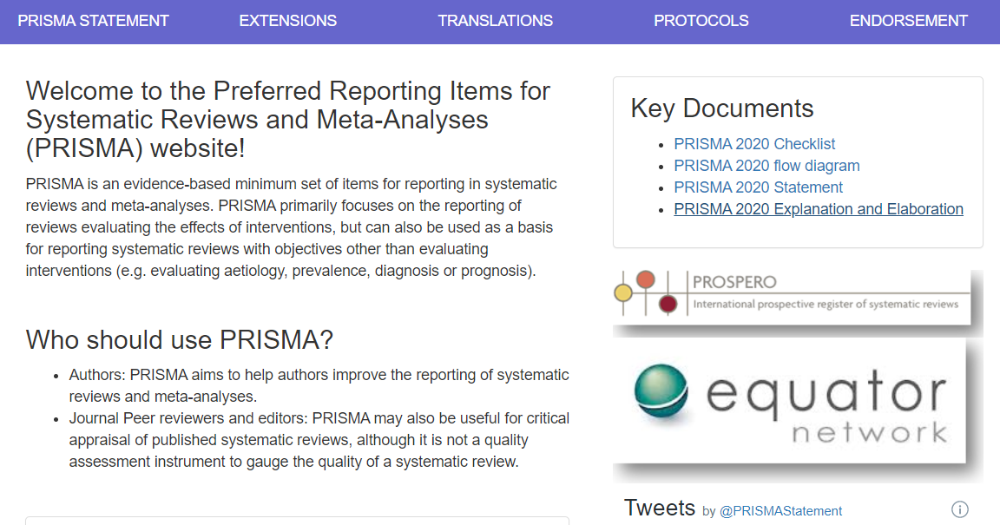 PRISMA STATEMENT EXTENSIONS TRANSLATIONS PROTOCOLS ENDORSEMENT
Welcome to the Preferred Reporting Items for
Systematic Reviews and Meta-Analyses
(PRISMA) website!
PRISMA is an evidence-based minimum set of items for reporting in systematic
reviews and meta-analyses. PRISMA primarily focuses on the reporting of
reviews evaluating the effects of interventions, but can also be used as a basis
for reporting systematic reviews with objectives other than evaluating
interventions (e.g. evaluating aetiology, prevalence, diagnosis or prognosis).
Who should use PRISMA?
• Authors: PRISMA aims to help authors improve the reporting of systematic
reviews and meta-analyses.
• Journal Peer reviewers and editors: PRISMA may also be useful for critical
appraisal of published systematic reviews, although it is not a quality
assessment instrument to gauge the quality of a systematic review.
Key Documents
• PRISMA 2020 Checklist
• PRISMA 2020 flow diagram
• PRISMA 2020 Statement
• PRISMA 2020 Explanation and Elaboration
PROSPERO
International prospective register of systematic reviews
equator
network
Tweets by @PRISMAStatement